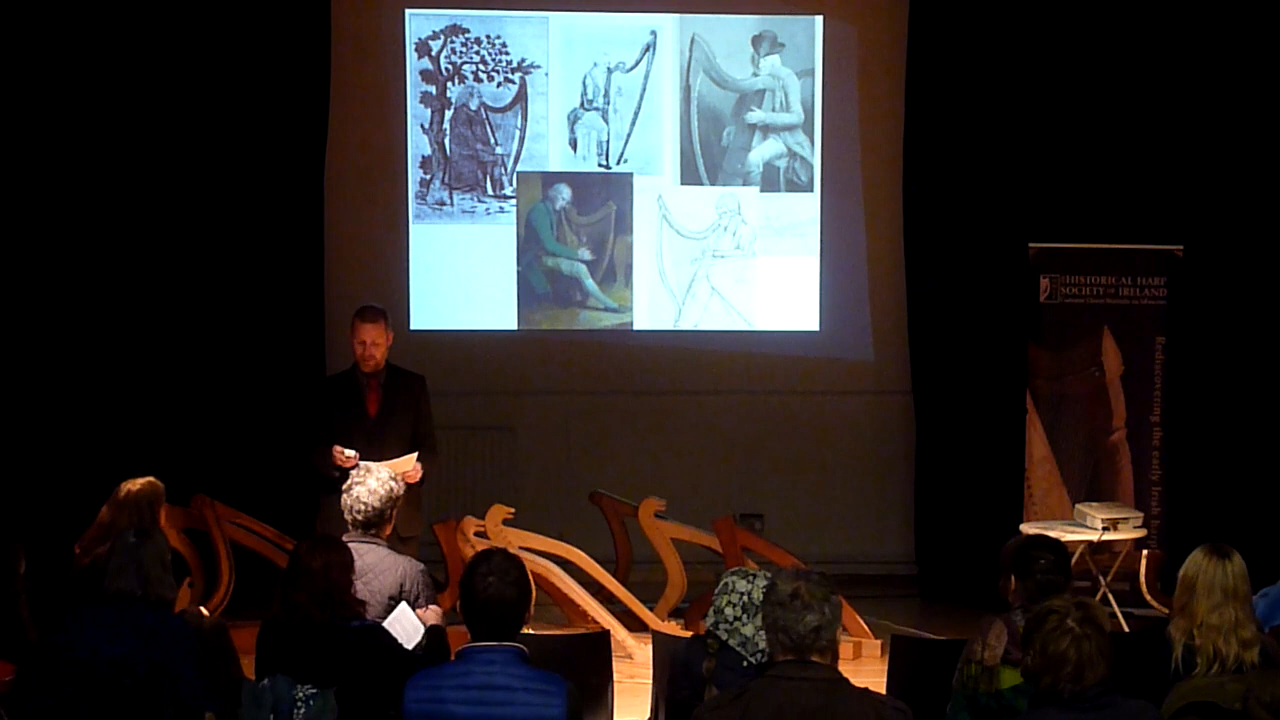 HISTORICAL HARP
SOCIETY OF IRELAND
Rediscovering the early Irish harp